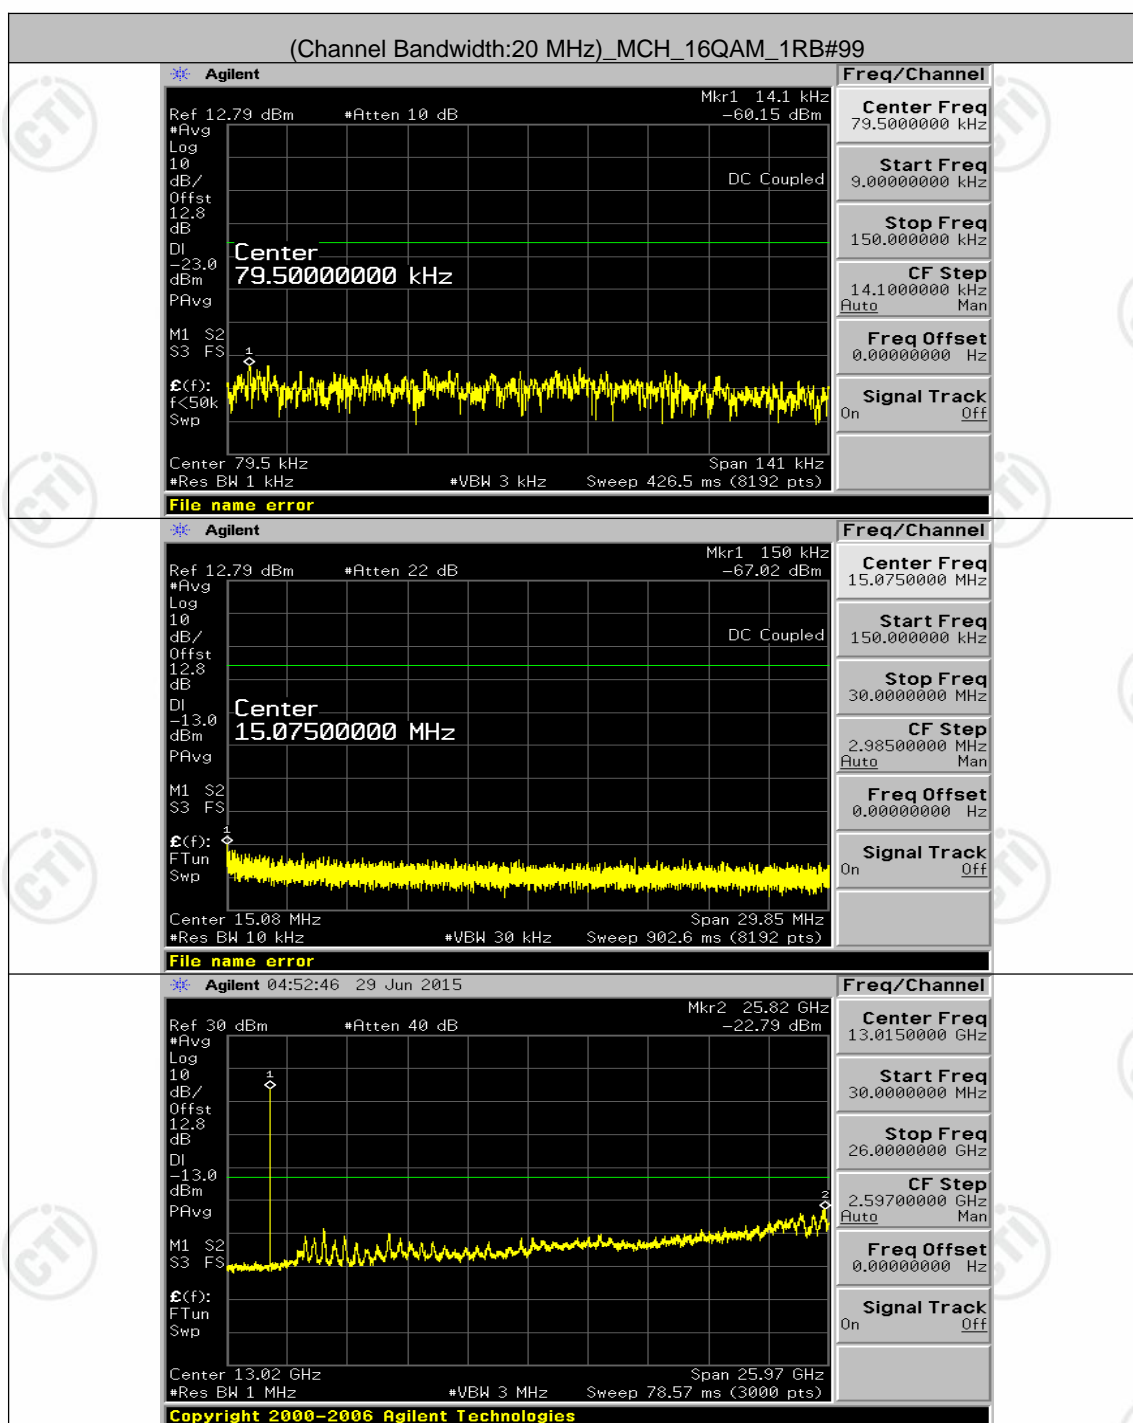 (Channel Bandwidth:20 MHz)_MCH_16QAM_1RB#99
Agilent
Freq/Channel
Mkr1 14.1 kHz
Ref 12.79 dBm #Atten 10 dB -60.15 dBm
#Avg
Log
10
dB/
Offst
12.8
dB
DI
-23.0
dBm
PAvg
M1 S2
S3 FS
£(f):
f<50k
Swp
DC Coupled
Center
79.50000000 kHz
1
Center 79.5 kHz Span 141 kHz
#Res BW 1 kHz #VBW 3 kHz Sweep 426.5 ms (8192 pts)
File name error
Center Freq
79.5000000 kHz
Start Freq
9.00000000 kHz
Stop Freq
150.000000 kHz
CF Step
14.1000000 kHz
Auto Man
Freq Offset
0.00000000 Hz
Signal Track
On Off
Agilent
Freq/Channel
Mkr1 150 kHz
Ref 12.79 dBm #Atten 22 dB -67.02 dBm
#Avg
Log
10
dB/
Offst
12.8
dB
DI
-13.0
dBm
PAvg
M1 S2
S3 FS
£(f):
FTun
Swp
DC Coupled
Center
15.07500000 MHz
1
Center 15.08 MHz Span 29.85 MHz
#Res BW 10 kHz #VBW 30 kHz Sweep 902.6 ms (8192 pts)
File name error
Center Freq
15.0750000 MHz
Start Freq
150.000000 kHz
Stop Freq
30.0000000 MHz
CF Step
2.98500000 MHz
Auto Man
Freq Offset
0.00000000 Hz
Signal Track
On Off
Agilent 04:52:46 29 Jun 2015
Freq/Channel
Mkr2 25.82 GHz
Ref 30 dBm #Atten 40 dB -22.79 dBm
#Avg
Log
10
dB/
Offst
12.8
dB
DI
-13.0
dBm
PAvg
M1 S2
S3 FS
£(f):
FTun
Swp
1
2
Center 13.02 GHz Span 25.97 GHz
#Res BW 1 MHz #VBW 3 MHz Sweep 78.57 ms (3000 pts)
Copyright 2000-2006 Agilent Technologies
Center Freq
13.0150000 GHz
Start Freq
30.0000000 MHz
Stop Freq
26.0000000 GHz
CF Step
2.59700000 GHz
Auto Man
Freq Offset
0.00000000 Hz
Signal Track
On Off
CTI
CTI
CTI
CTI
CTI
CTI
CTI
CTI